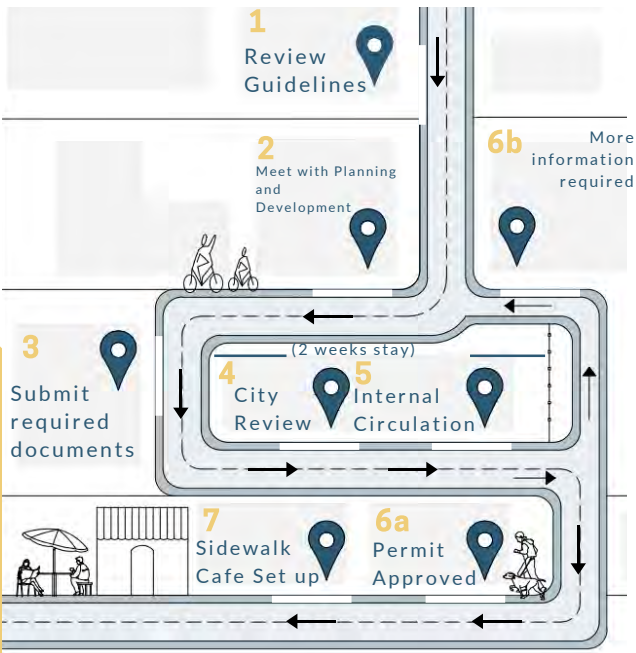 1
Review
Guidelines
2
Meet with Planning
and
Development
6b
More
information
required
3
Submit
required
documents
(2 weeks stay)
4
City
Review
5
Internal
Circulation
7
Sidewalk
Cafe Set up
6a
Permit
Approved